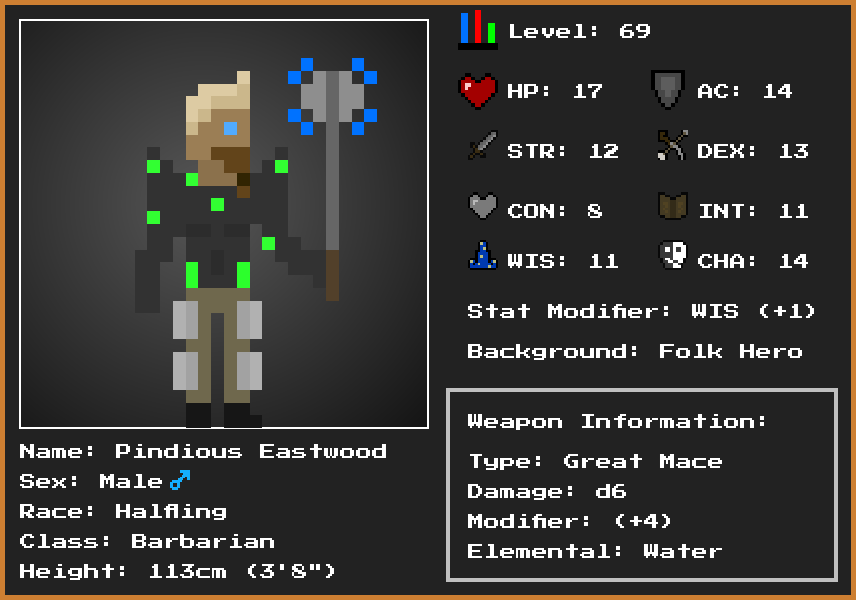 Level: 69
HP: 17
AC: 14
STR: 12
DEX: 13
CON: 8
INT: 11
WIS: 11
CHA: 14
Stat Modifier: WIS (+1)
Background: Folk Hero
Weapon Information:
Type: Great Mace
Damage: d6
Modifier: (+4)
Elemental: Water
Name: Pindious Eastwood
Sex: Male♂
Race: Halfling
Class: Barbarian
Height: 113cm (3'8")